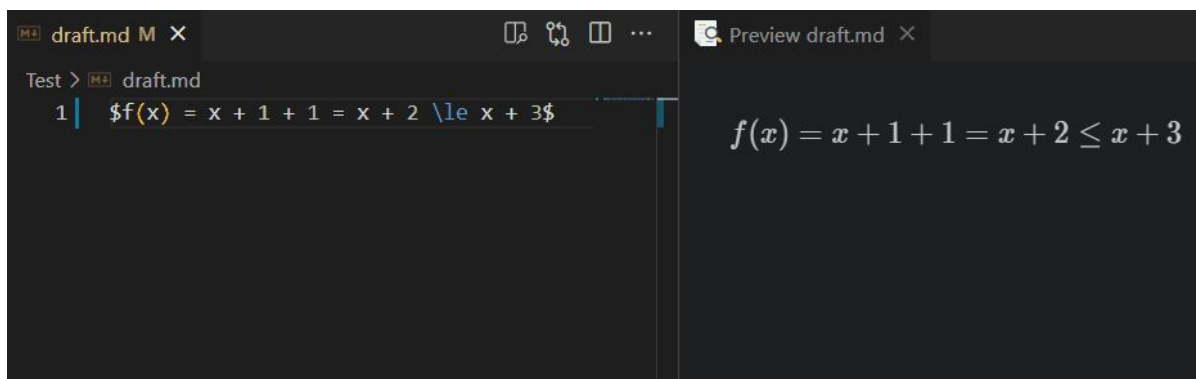 draft.md M
Preview draft.md
Test > draft.md
1 $f(x) = x + 1 + 1 = x + 2 \le x + 3$
f(x) = x + 1 + 1 = x + 2 ≤ x + 3